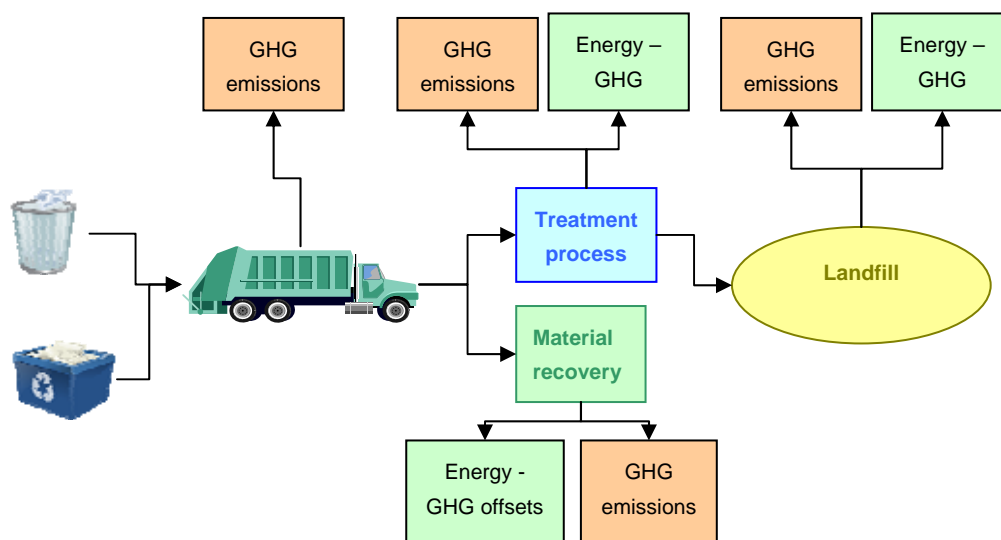 GHG
emissions
GHG
emissions
Energy –
GHG
GHG
emissions
Energy –
GHG
Treatment
process
Landfill
Material
recovery
Energy -
GHG offsets
GHG
emissions